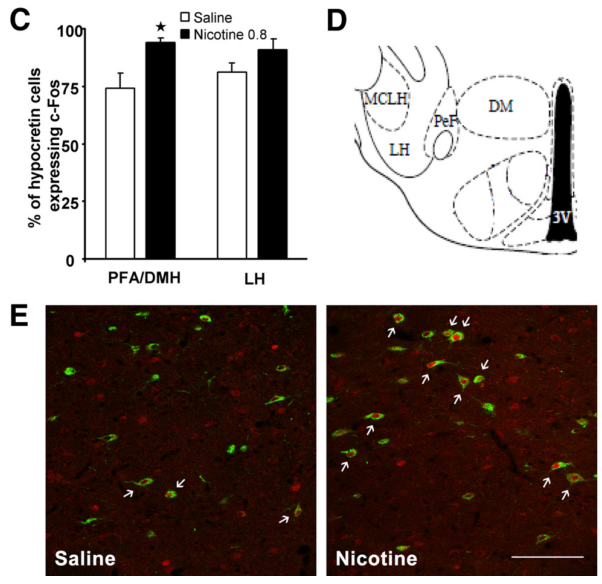 C
Saline
★ Nicotine 0.8
% of hypocretin cells
expressing c-Fos
100
75
50
25
0
PFA/DMH
LH
D
MCLH
PeF
DM
LH
3V
E
Saline
Nicotine